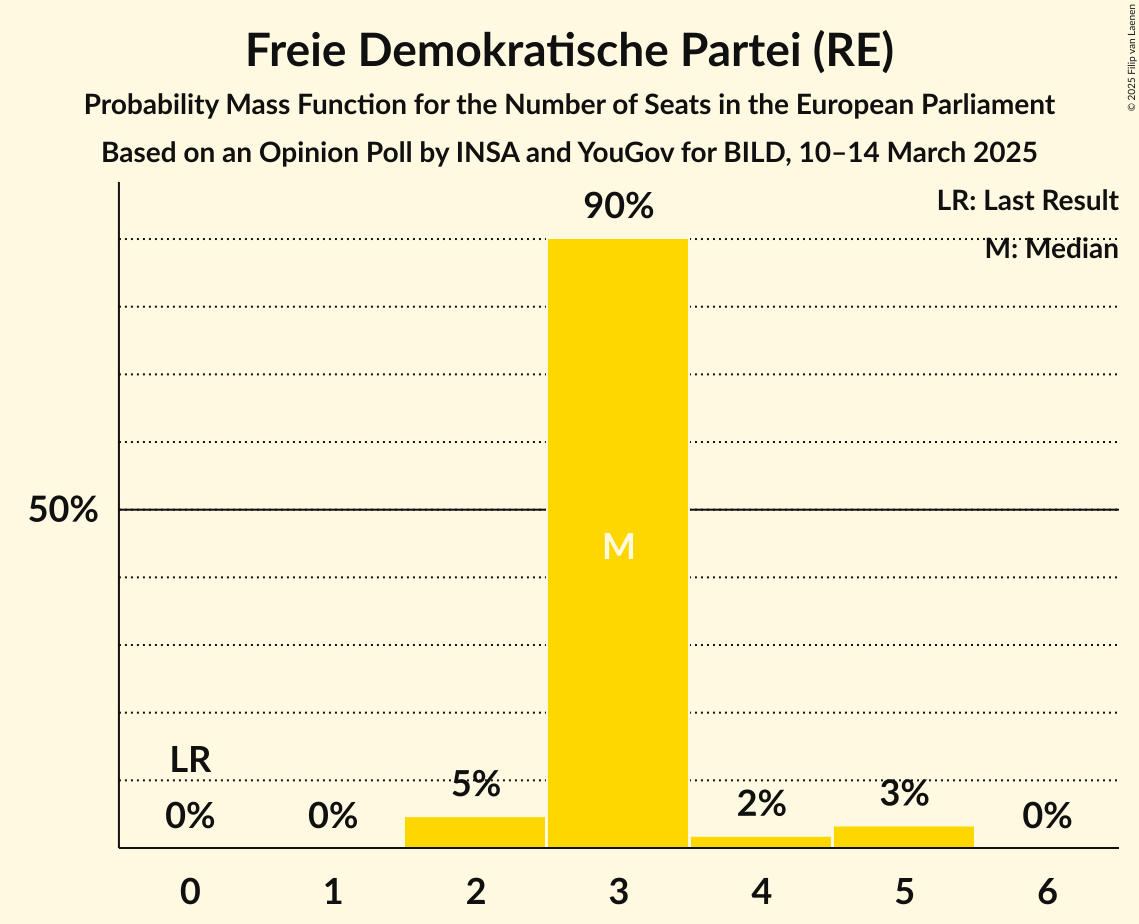 Freie Demokratische Partei (RE)
Probability Mass Function for the Number of Seats in the European Parliament
Based on an Opinion Poll by INSA and YouGov for BILD, 10–14 March 2025
© 2025 Filip van Laenen
LR: Last Result
M: Median
90%
50%
M
LR
0%
0%
5%
2%
3%
0%
0 1 2 3 4 5 6